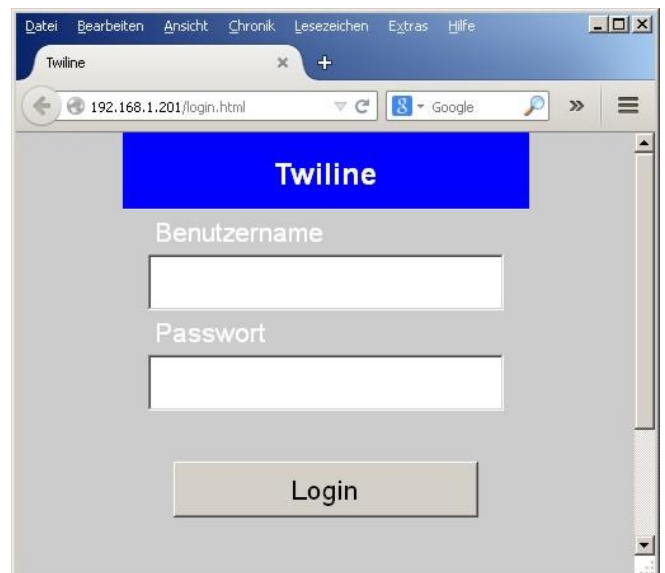 Datei Bearbeiten Ansicht Chronik Lesezeichen Extras Hilfe
Twiline
192.168.1.201/login.html Google
Twiline
Benutzername
Passwort
Login